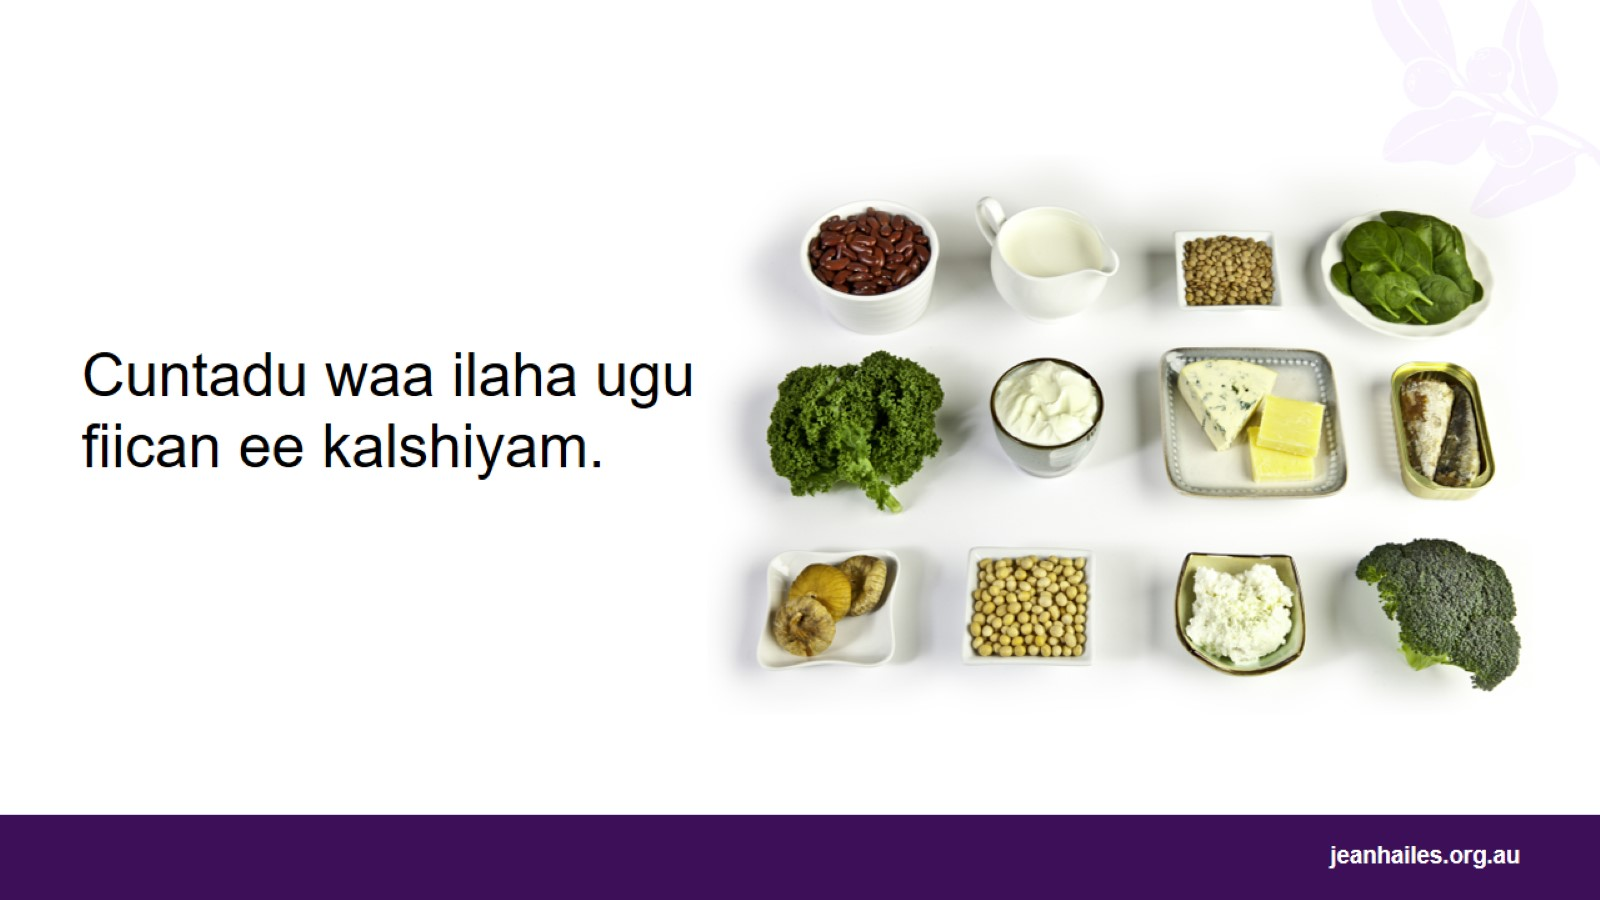 Cuntadu waa ilaha ugu
fiican ee kalshiyam.
jeanhailes.org.au